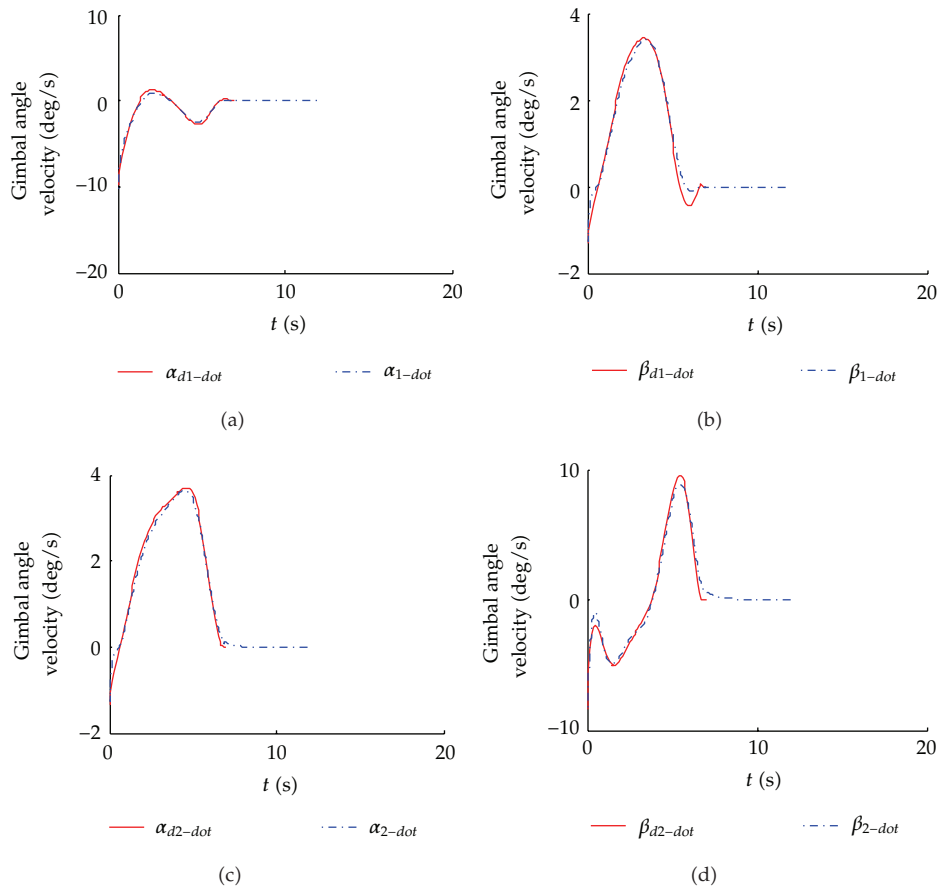 10
0
−10
−20
Gimbal angle
velocity (deg/s)
0 10 20
t (s)
α_{d1−dot} α_{1−dot}
(a)
4
2
0
−2
Gimbal angle
velocity (deg/s)
0 10 20
t (s)
β_{d1−dot} β_{1−dot}
(b)
4
2
0
−2
Gimbal angle
velocity (deg/s)
0 10 20
t (s)
α_{d2−dot} α_{2−dot}
(c)
10
0
−10
Gimbal angle
velocity (deg/s)
0 10 20
t (s)
β_{d2−dot} β_{2−dot}
(d)